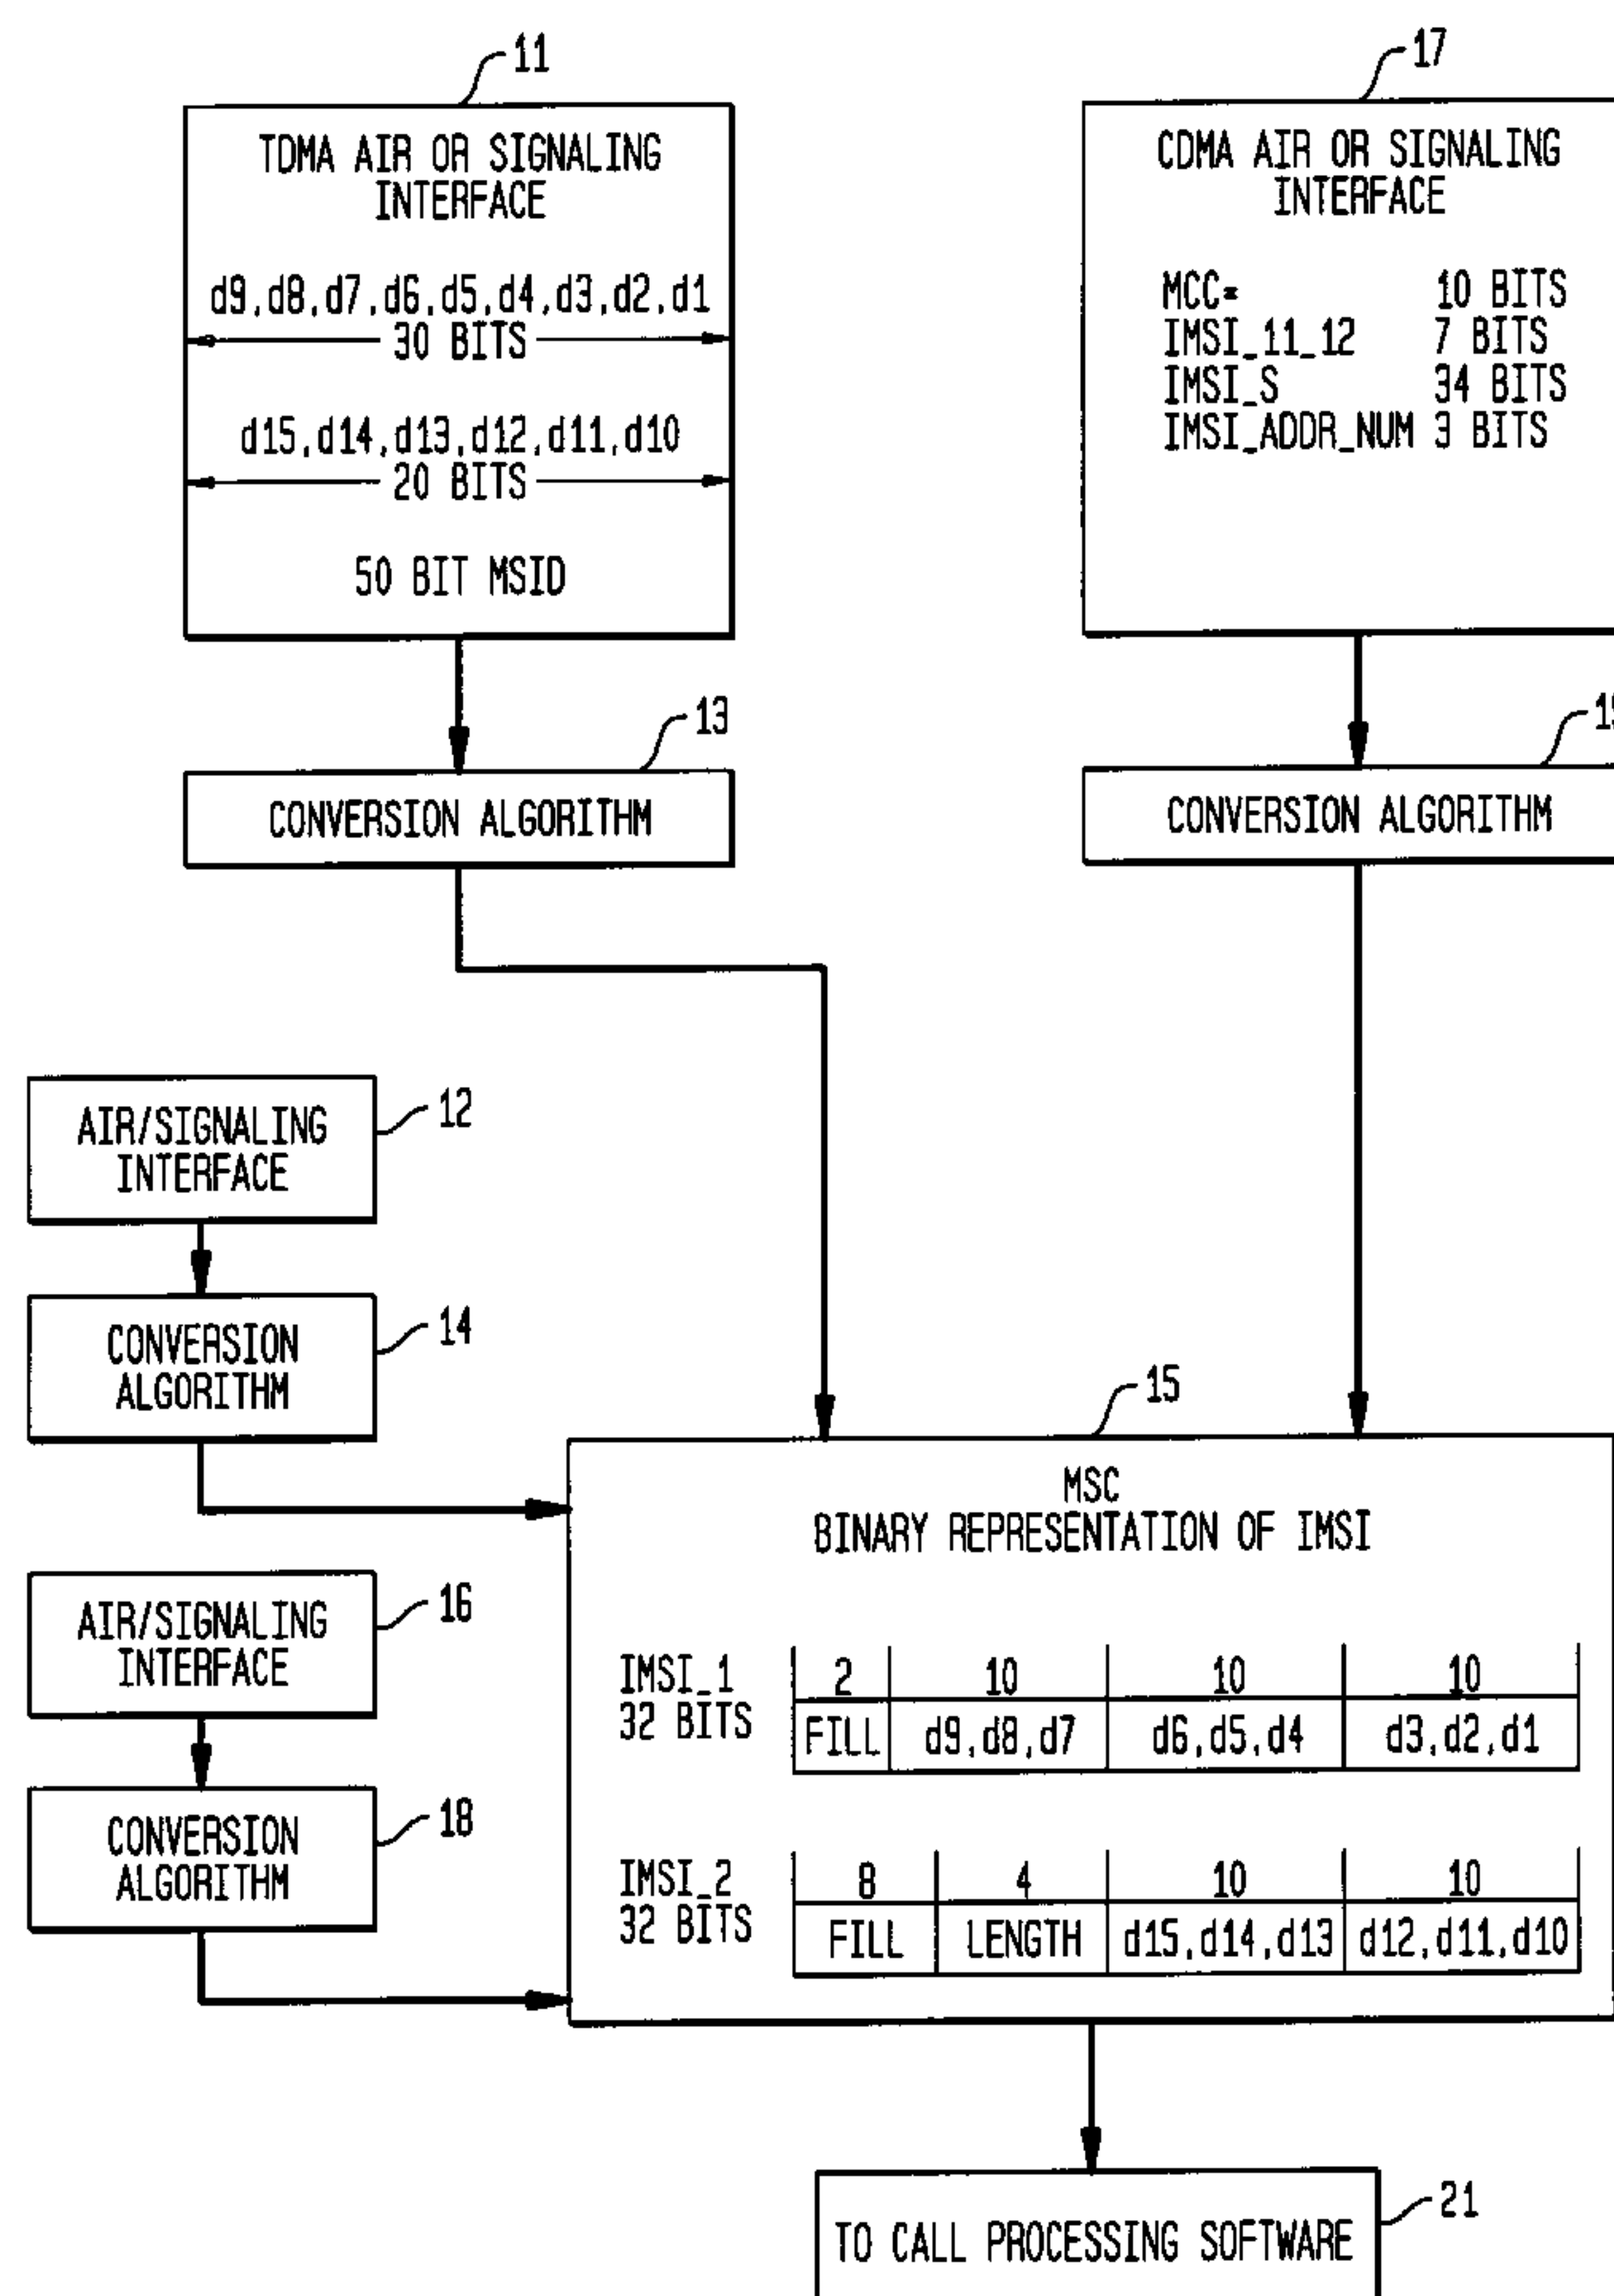 11
TDMA AIR OR SIGNALING
INTERFACE
d9,d8,d7,d6,d5,d4,d3,d2,d1
30 BITS
d15,d14,d13,d12,d11,d10
20 BITS
50 BIT MSID
17
CDMA AIR OR SIGNALING
INTERFACE
MCC= 10 BITS
IMSI_11_12 7 BITS
IMSI_S 34 BITS
IMSI_ADDR_NUM 3 BITS
13
CONVERSION ALGORITHM
CONVERSION ALGORITHM
12
AIR/SIGNALING
INTERFACE
14
CONVERSION
ALGORITHM
16
AIR/SIGNALING
INTERFACE
18
CONVERSION
ALGORITHM
15
MSC
BINARY REPRESENTATION OF IMSI
IMSI_1
32 BITS
2 10 10 10
FILL d9,d8,d7 d6,d5,d4 d3,d2,d1
IMSI_2
32 BITS
8 4 10 10
FILL LENGTH d15,d14,d13 d12,d11,d10
21
TO CALL PROCESSING SOFTWARE